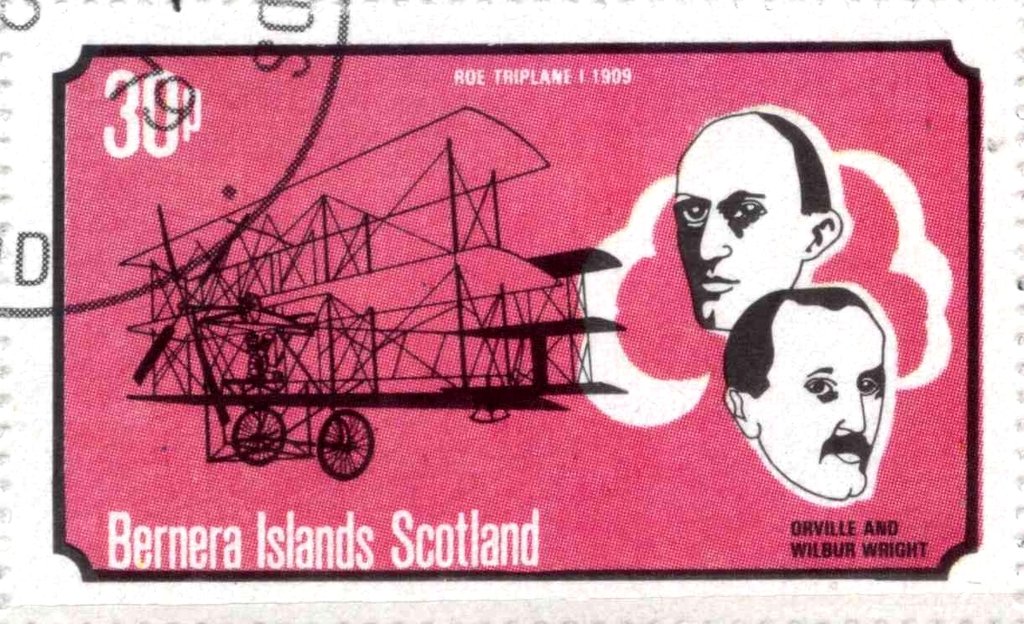 30p
ROE TRIPLANE I 1909
Bernera Islands Scotland
ORVILLE AND
WILBUR WRIGHT